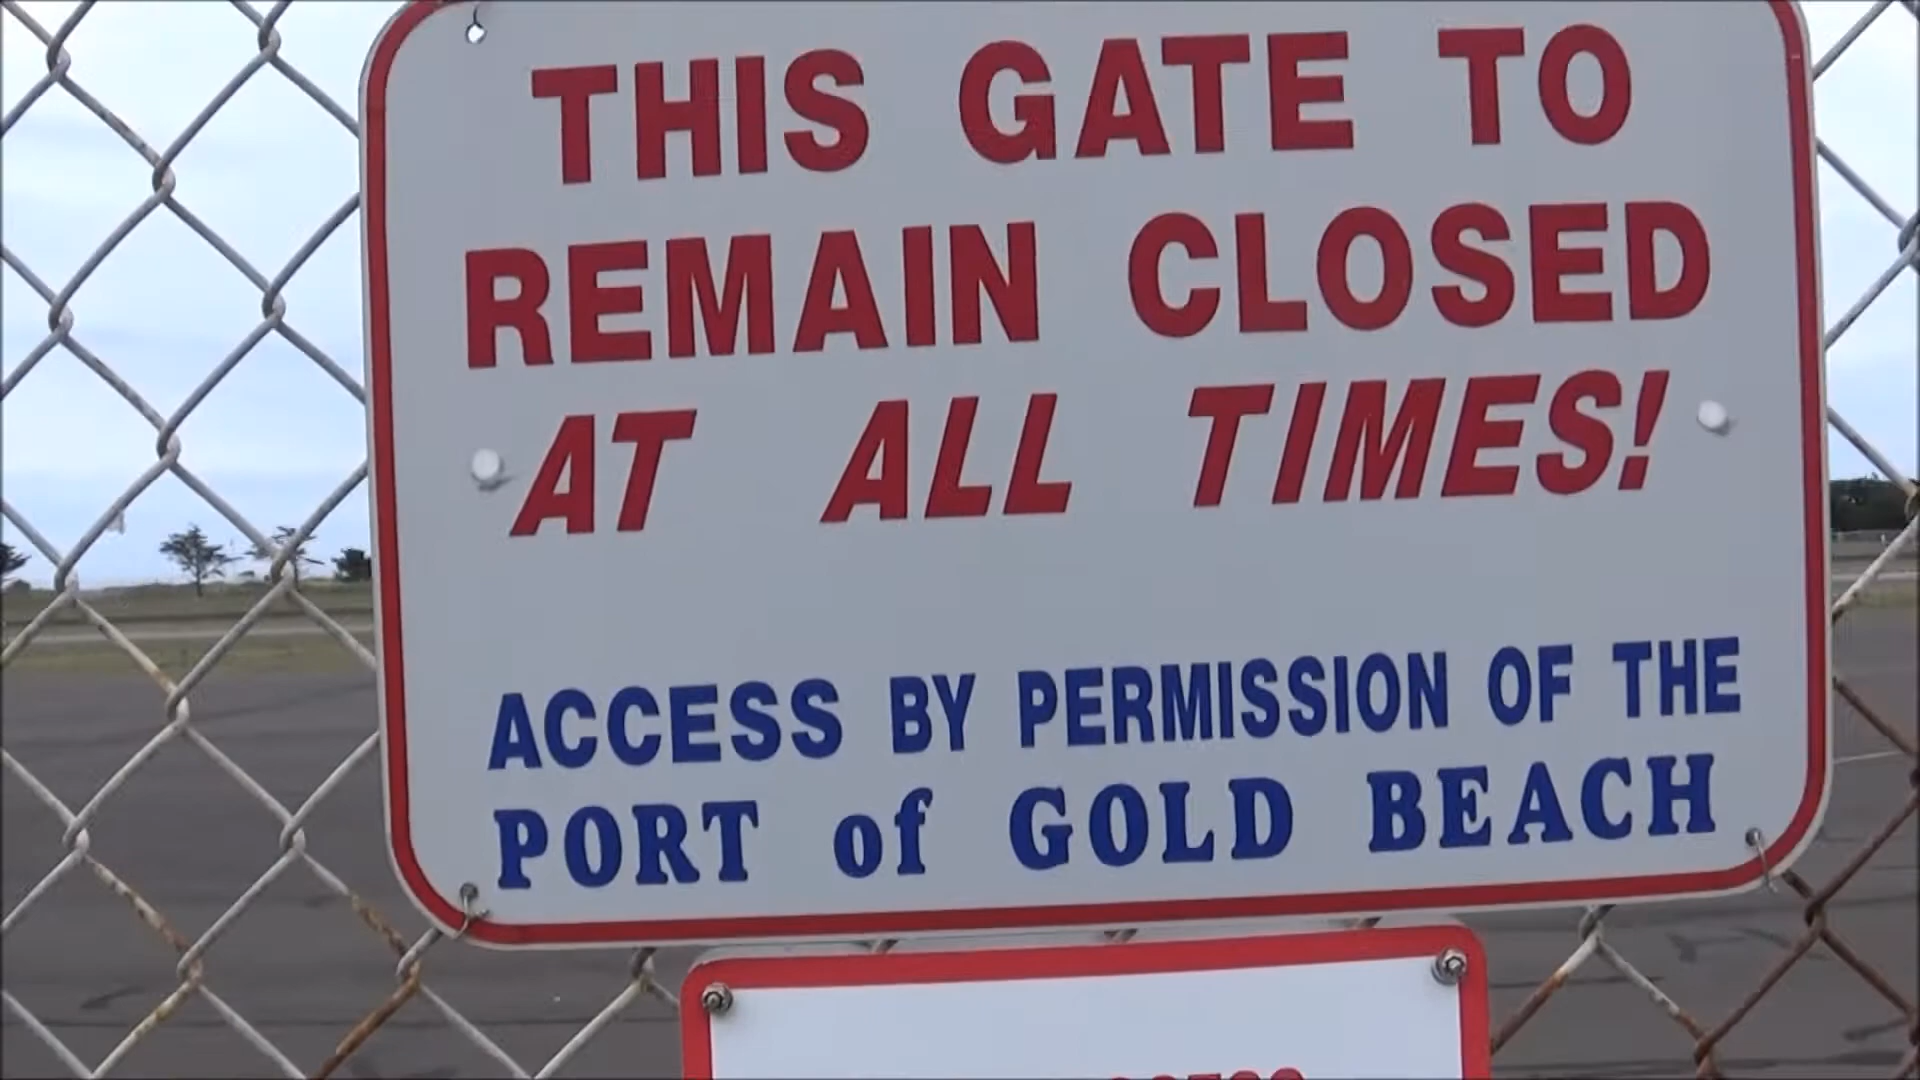 THIS GATE TO
REMAIN CLOSED
AT ALL TIMES!
ACCESS BY PERMISSION OF THE
PORT of GOLD BEACH